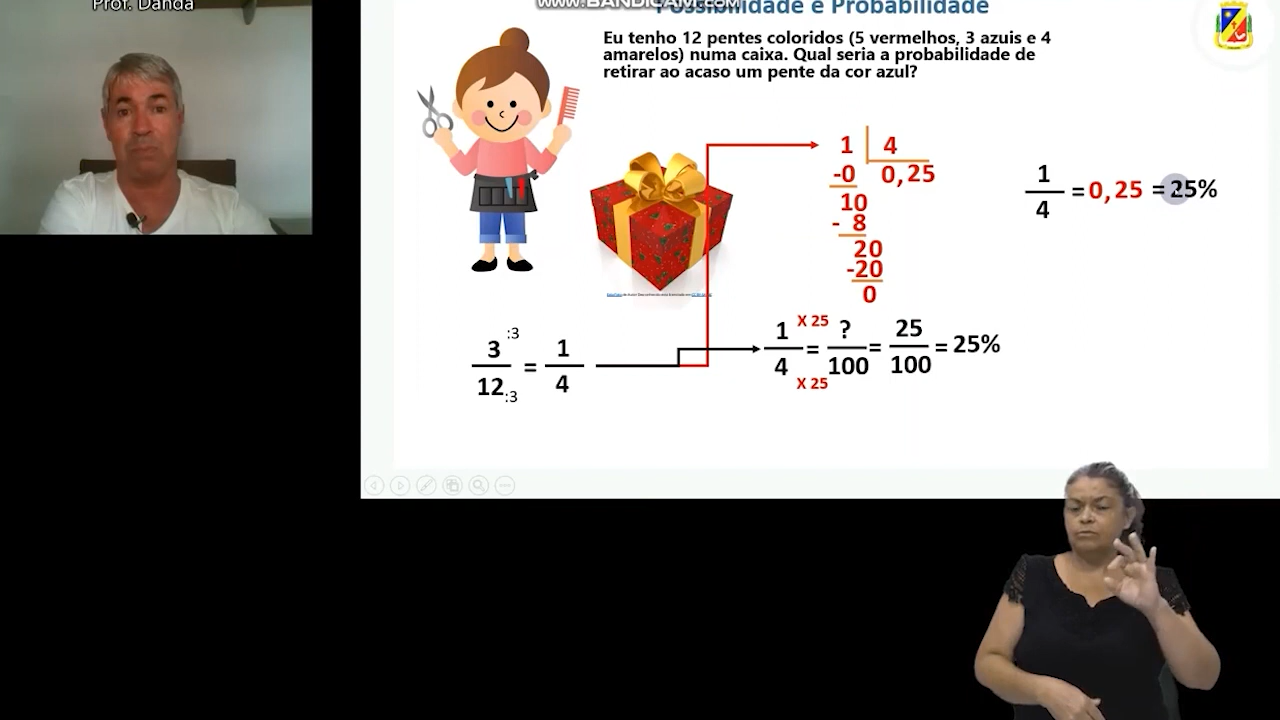 Prof. Danda
www.BANDICAM.com
Possibilidade e Probabilidade
Eu tenho 12 pentes coloridos (5 vermelhos, 3 azuis e 4
amarelos) numa caixa. Qual seria a probabilidade de
retirar ao acaso um pente da cor azul?
1 4
-0 0,25
10
- 8
20
-20
0
1
4
= 0,25 = 25%
3 :3
12 :3
=
1
4
1
4
X 25
X 25
=
?
100
=
25
100
= 25%